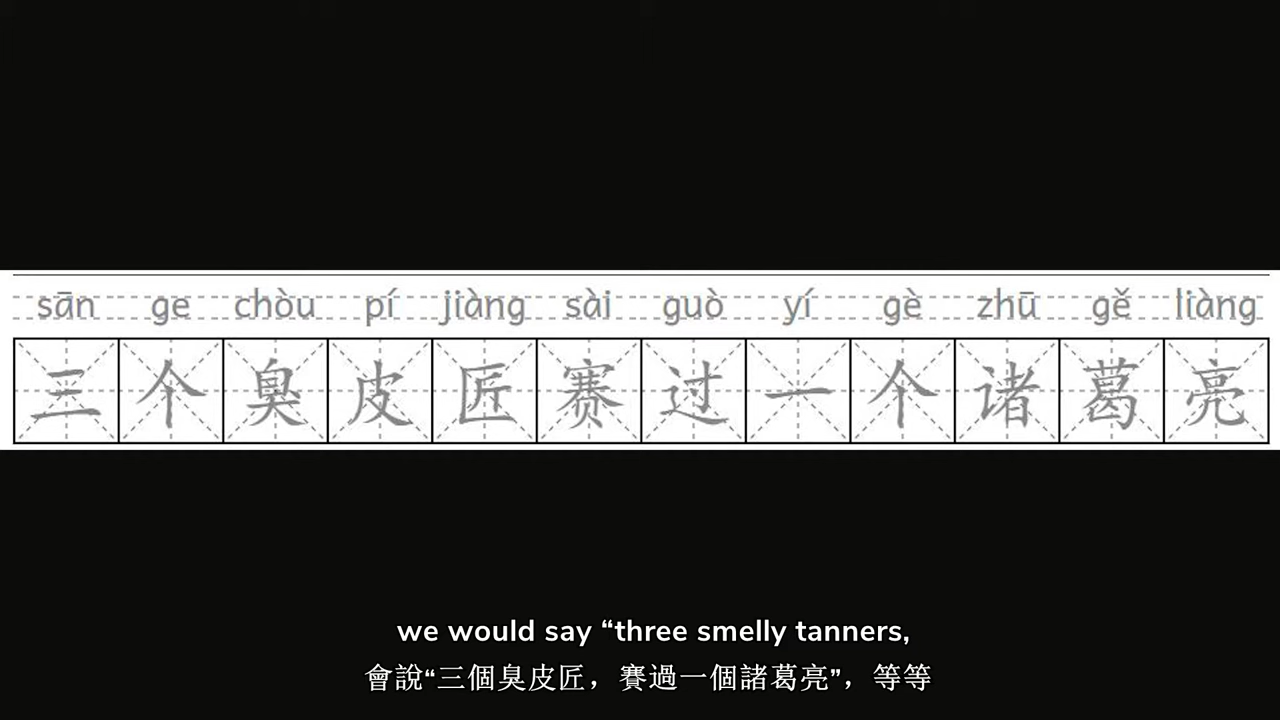 sān ge chòu pí jiàng sài guò yí gè zhū gě liàng
三个臭皮匠赛过一个诸葛亮
we would say “three smelly tanners,
會說“三個臭皮匠，賽過一個諸葛亮”，等等